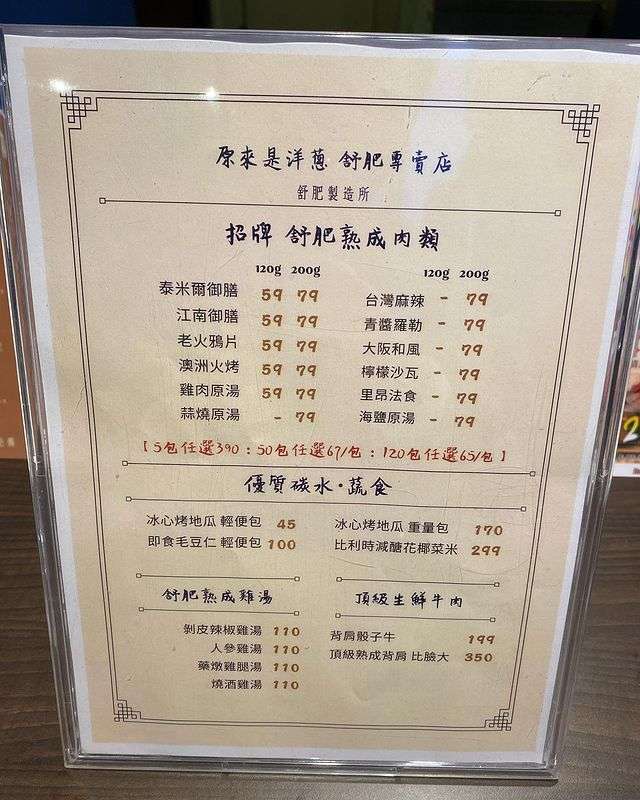 原來是洋蔥 舒肥專賣店
舒肥製造所
招牌 舒肥熟成肉類
120g 200g
泰米爾御膳 59 79
江南御膳 59 79
老火鴉片 59 79
澳洲火烤 59 79
雞肉原湯 59 79
蒜燒原湯 - 79
120g 200g
台灣麻辣 - 79
青醬羅勒 - 79
大阪和風 - 79
檸檬沙瓦 - 79
里昂法食 - 79
海鹽原湯 - 79
【5包任選390：50包任選67/包：120包任選65/包】
優質碳水·蔬食
冰心烤地瓜 輕便包 45
即食毛豆仁 輕便包 100
冰心烤地瓜 重量包 170
比利時減醣花椰菜米 299
舒肥熟成雞湯
剝皮辣椒雞湯 110
人參雞湯 110
藥燉雞腿湯 110
燒酒雞湯 110
頂級生鮮牛肉
背肩骰子牛 199
頂級熟成背肩 比臉大 350